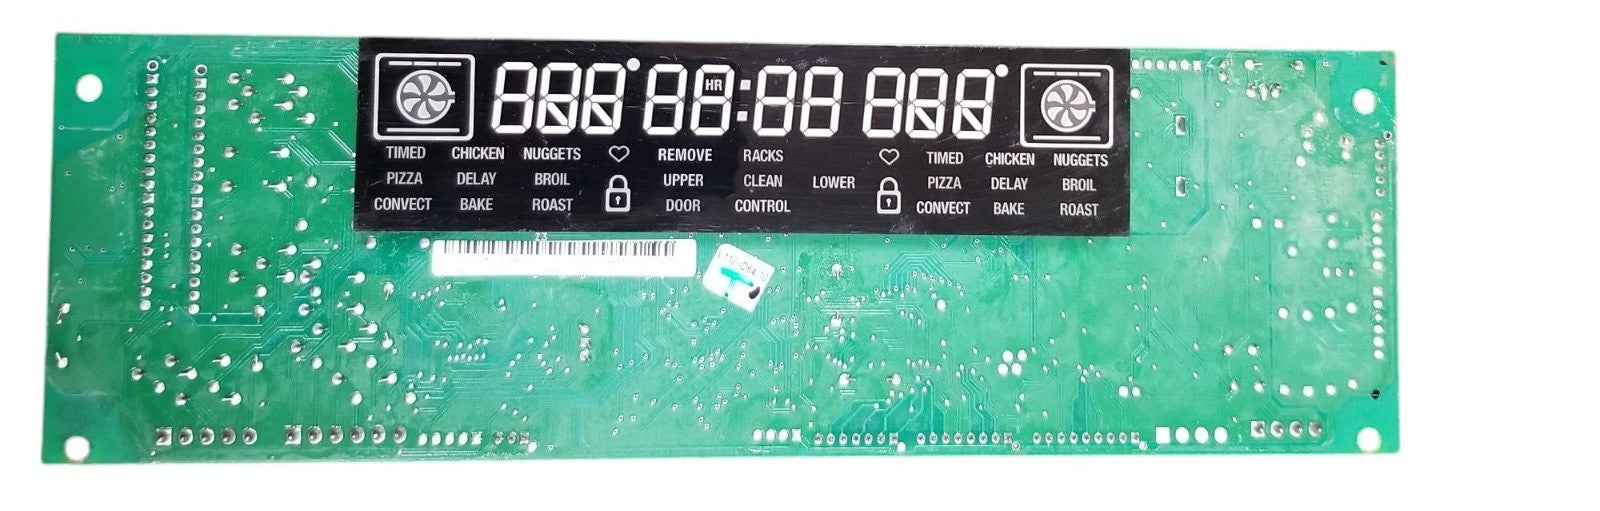 HR
TIMED CHICKEN NUGGETS REMOVE RACKS TIMED CHICKEN NUGGETS
PIZZA DELAY BROIL UPPER CLEAN LOWER PIZZA DELAY BROIL
CONVECT BAKE ROAST DOOR CONTROL CONVECT BAKE ROAST